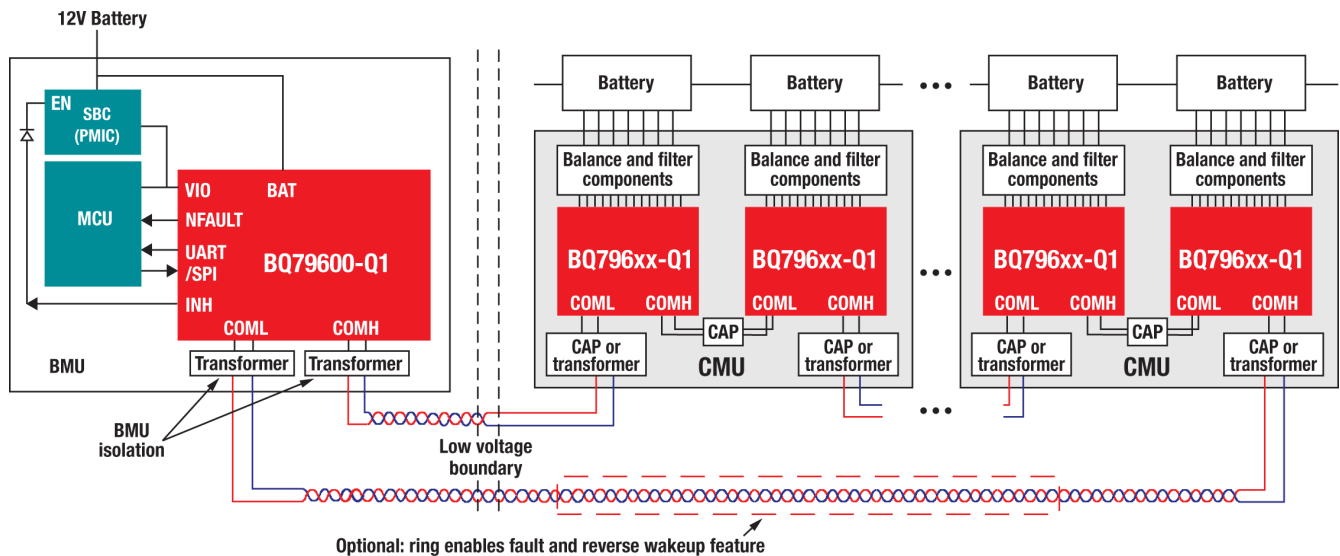 12V Battery
EN
SBC
(PMIC)
MCU
VIO
BAT
NFAULT
UART
/SPI
INH
BQ79600-Q1
COML
COMH
Transformer
Transformer
BMU
BMU
isolation
Low voltage
boundary
Battery
Battery
•••
Battery
Battery
Balance and filter
components
Balance and filter
components
Balance and filter
components
Balance and filter
components
BQ796xx-Q1
COML
COMH
BQ796xx-Q1
COML
COMH
•••
BQ796xx-Q1
COML
COMH
BQ796xx-Q1
COML
COMH
CAP
CAP
CAP or
transformer
CMU
CAP or
transformer
CAP or
transformer
CMU
CAP or
transformer
•••
Optional: ring enables fault and reverse wakeup feature